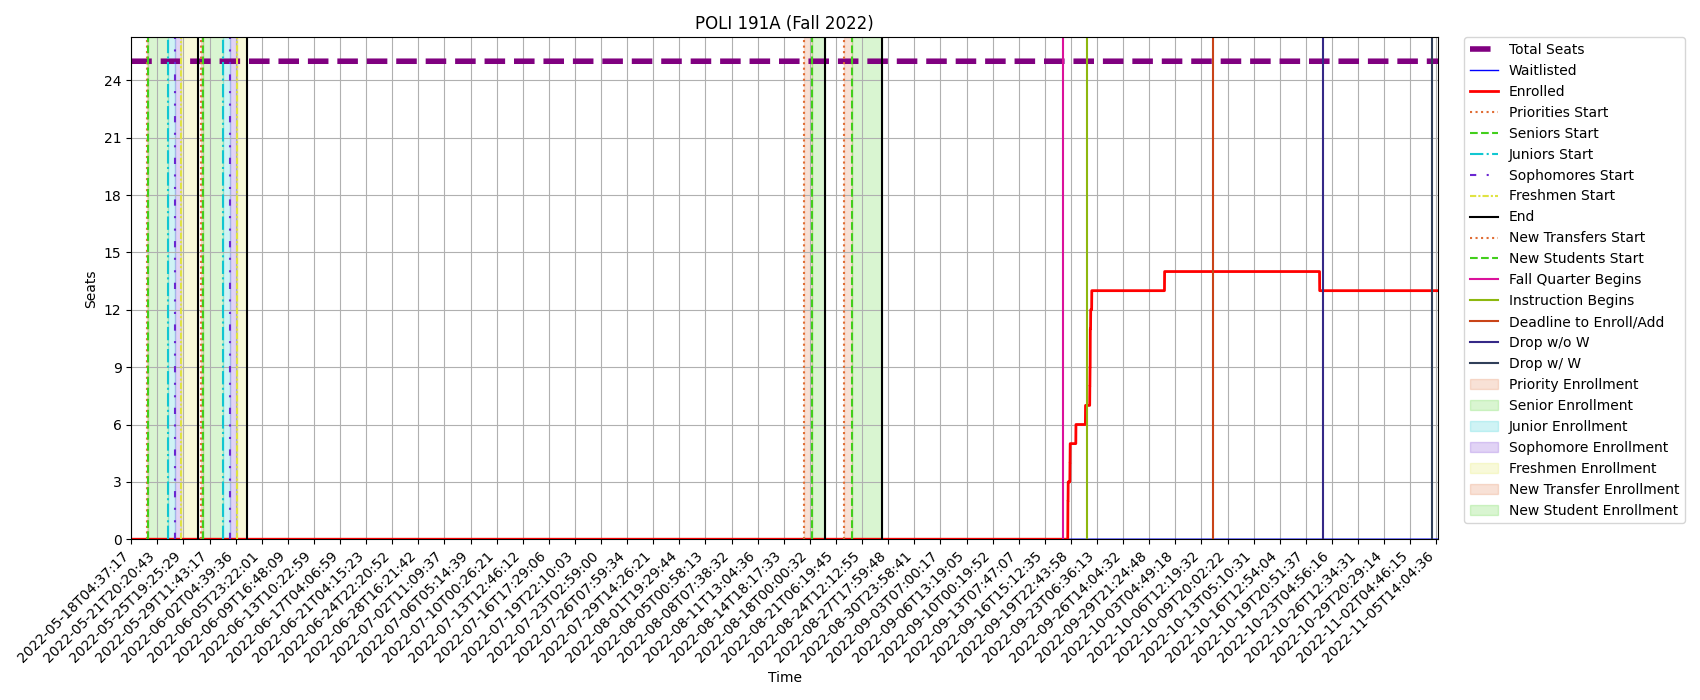 POLI 191A (Fall 2022)
Seats
24
21
18
15
12
9
6
3
0
2022-05-18T04:37:17
2022-05-21T20:20:43
2022-05-25T19:25:29
2022-05-29T11:43:17
2022-06-02T04:39:36
2022-06-05T23:22:01
2022-06-09T16:48:09
2022-06-13T10:22:59
2022-06-17T04:06:59
2022-06-21T04:15:23
2022-06-24T22:20:52
2022-06-28T16:21:42
2022-07-02T11:09:37
2022-07-06T05:14:39
2022-07-10T00:26:21
2022-07-13T12:46:12
2022-07-16T17:29:06
2022-07-19T22:10:03
2022-07-23T02:59:00
2022-07-26T07:59:34
2022-07-29T14:26:21
2022-08-01T19:29:44
2022-08-05T00:58:13
2022-08-08T07:38:32
2022-08-11T13:04:36
2022-08-14T18:17:33
2022-08-18T00:00:32
2022-08-21T06:19:45
2022-08-24T12:12:55
2022-08-27T17:59:48
2022-08-30T23:58:41
2022-09-03T07:00:17
2022-09-06T13:19:05
2022-09-10T00:19:52
2022-09-13T07:47:07
2022-09-16T15:12:35
2022-09-19T22:43:58
2022-09-23T06:36:13
2022-09-26T14:04:32
2022-09-29T21:24:48
2022-10-03T04:49:18
2022-10-06T12:19:32
2022-10-09T20:02:22
2022-10-13T05:10:31
2022-10-16T12:54:04
2022-10-19T20:51:37
2022-10-23T04:56:16
2022-10-26T12:34:31
2022-10-29T20:29:14
2022-11-02T04:46:15
2022-11-05T14:04:36
Time
Total Seats
Waitlisted
Enrolled
Priorities Start
Seniors Start
Juniors Start
Sophomores Start
Freshmen Start
End
New Transfers Start
New Students Start
Fall Quarter Begins
Instruction Begins
Deadline to Enroll/Add
Drop w/o W
Drop w/ W
Priority Enrollment
Senior Enrollment
Junior Enrollment
Sophomore Enrollment
Freshmen Enrollment
New Transfer Enrollment
New Student Enrollment